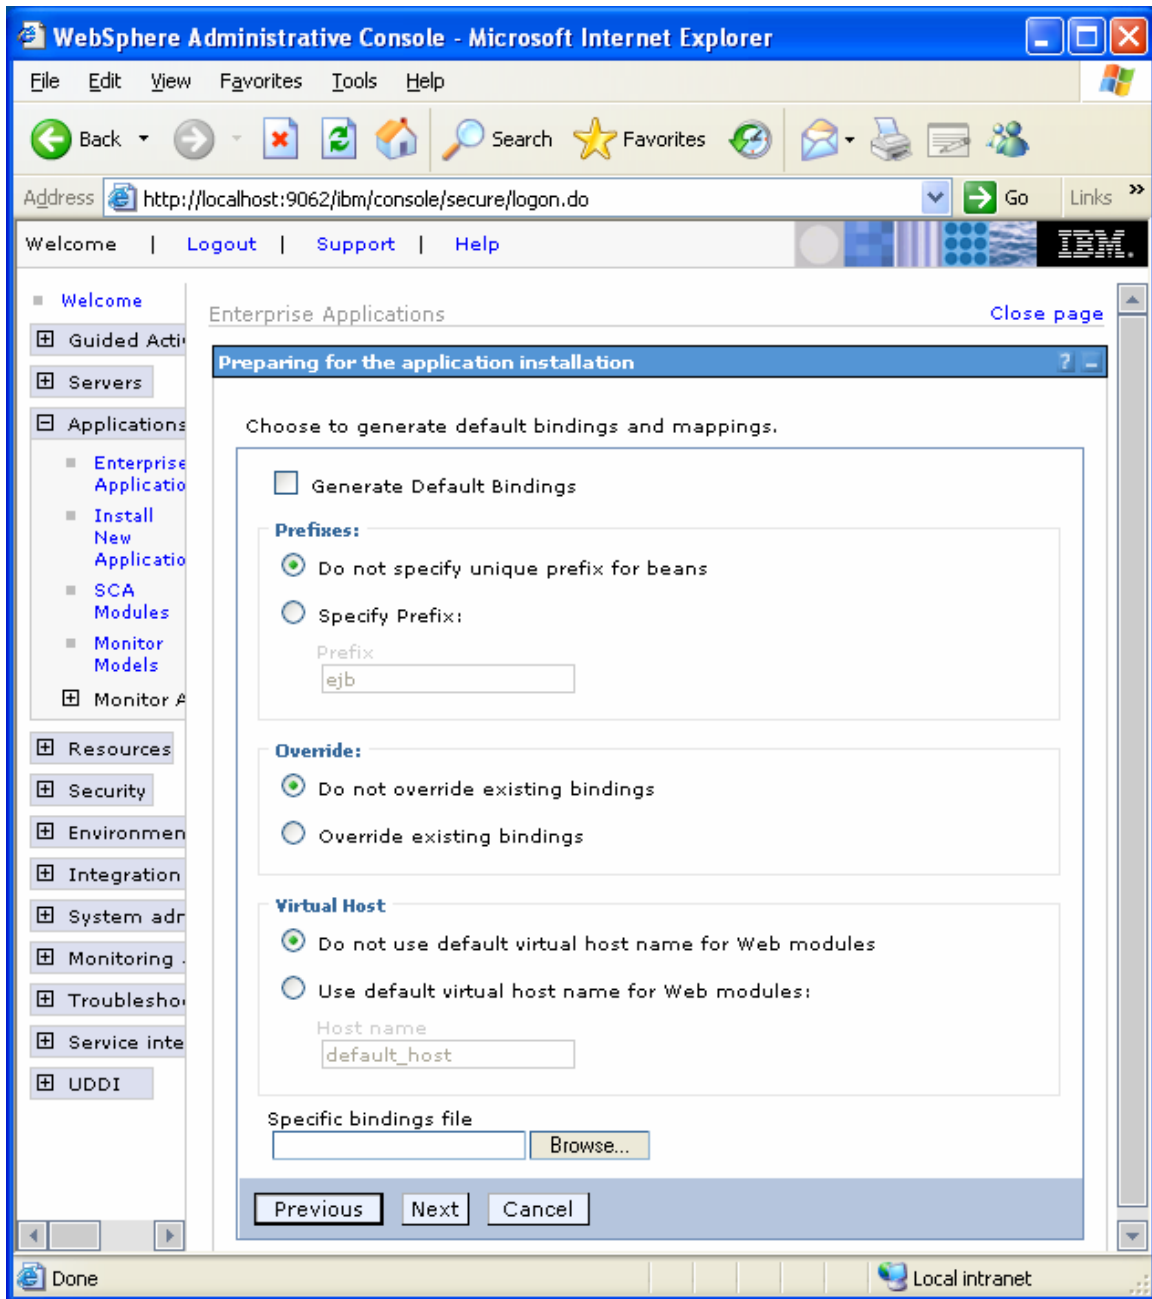 WebSphere Administrative Console - Microsoft Internet Explorer
File Edit View Favorites Tools Help
Back Search Favorites
Address http://localhost:9062/ibm/console/secure/logon.do Go Links »
Welcome | Logout | Support | Help IBM.
Welcome
Guided Acti
Servers
Applications
Enterprise
Applicatio
Install
New
Applicatio
SCA
Modules
Monitor
Models
Monitor A
Resources
Security
Environmen
Integration
System adr
Monitoring
Troublesho
Service inte
UDDI
Enterprise Applications Close page
Preparing for the application installation ? –
Choose to generate default bindings and mappings.
Generate Default Bindings
Prefixes:
Do not specify unique prefix for beans
Specify Prefix:
Prefix
ejb
Override:
Do not override existing bindings
Override existing bindings
Virtual Host
Do not use default virtual host name for Web modules
Use default virtual host name for Web modules:
Host name
default_host
Specific bindings file
Browse...
Previous Next Cancel
Done Local intranet